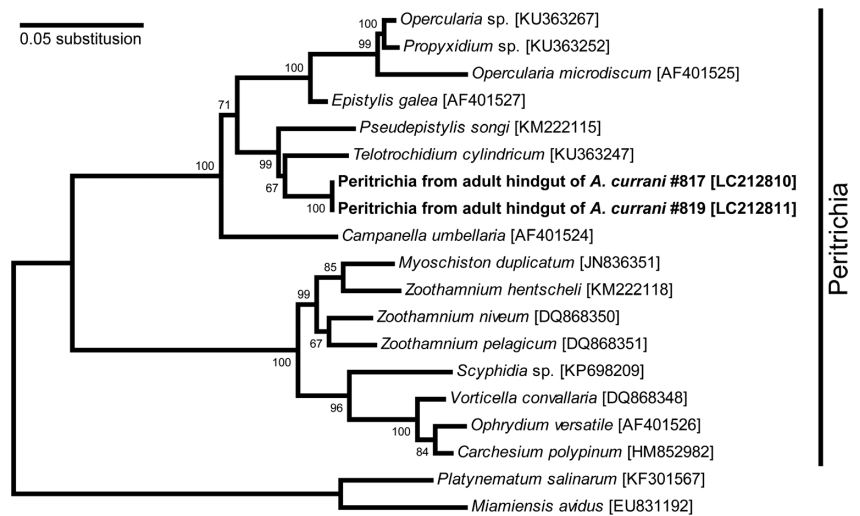 0.05 substitusion
100
Opercularia sp. [KU363267]
99
Propyxidium sp. [KU363252]
100
Opercularia microdiscum [AF401525]
71
Epistylis galea [AF401527]
Pseudepistylis songi [KM222115]
99
Telotrochidium cylindricum [KU363247]
100
67
Peritrichia from adult hindgut of A. currani #817 [LC212810]
100
Peritrichia from adult hindgut of A. currani #819 [LC212811]
Campanella umbellaria [AF401524]
Peritrichia
85
Myoschiston duplicatum [JN836351]
99
Zoothamnium hentscheli [KM222118]
Zoothamnium niveum [DQ868350]
67
Zoothamnium pelagicum [DQ868351]
100
Scyphidia sp. [KP698209]
96
Vorticella convallaria [DQ868348]
100
Ophrydium versatile [AF401526]
84
Carchesium polypinum [HM852982]
Platynematum salinarum [KF301567]
Miamiensis avidus [EU831192]